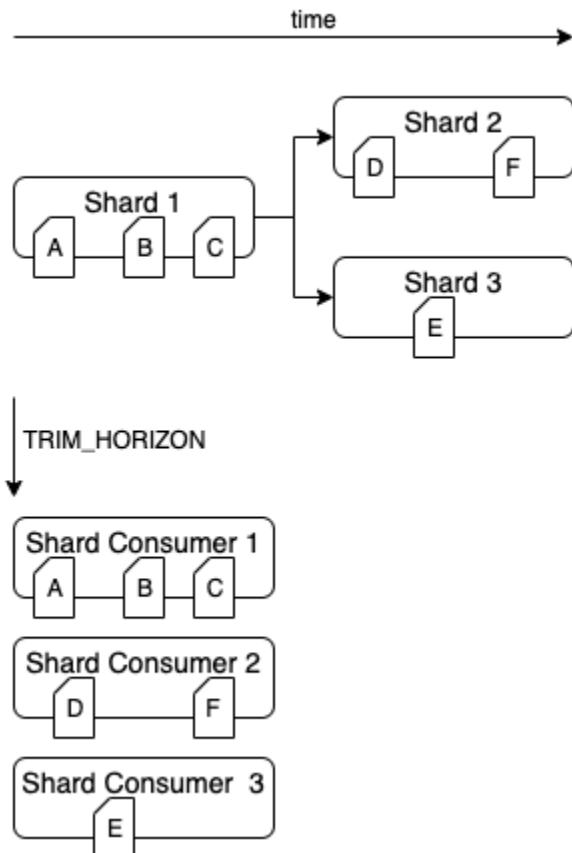 time
Shard 2
D
F
Shard 1
A
B
C
Shard 3
E
TRIM_HORIZON
Shard Consumer 1
A
B
C
Shard Consumer 2
D
F
Shard Consumer  3
E